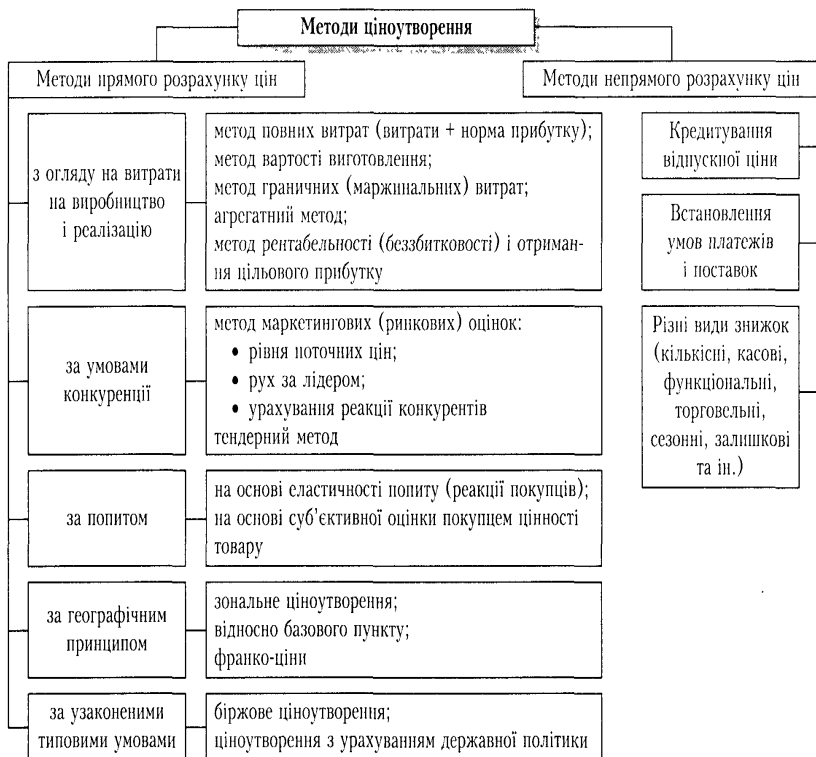 Методи ціноутворення
Методи прямого розрахунку цін
Методи непрямого розрахунку цін
з огляду на витрати
на виробництво
і реалізацію
метод повних витрат (витрати + норма прибутку);
метод вартості виготовлення;
метод граничних (маржинальних) витрат;
агрегатний метод;
метод рентабельності (беззбитковості) і отриман-
ня цільового прибутку
за умовами
конкуренції
метод маркетингових (ринкових) оцінок:
• рівня поточних цін;
• рух за лідером;
• урахування реакції конкурентів
тендерний метод
за попитом
на основі еластичності попиту (реакції покупців);
на основі суб’єктивної оцінки покупцем цінності
товару
за географічним
принципом
зональне ціноутворення;
відносно базового пункту;
франко-ціни
за узаконеними
типовими умовами
біржове ціноутворення;
ціноутворення з урахуванням державної політики
Кредитування
відпускної ціни
Встановлення
умов платежів
і поставок
Різні види знижок
(кількісні, касові,
функціональні,
торговельні,
сезонні, залишкові
та ін.)